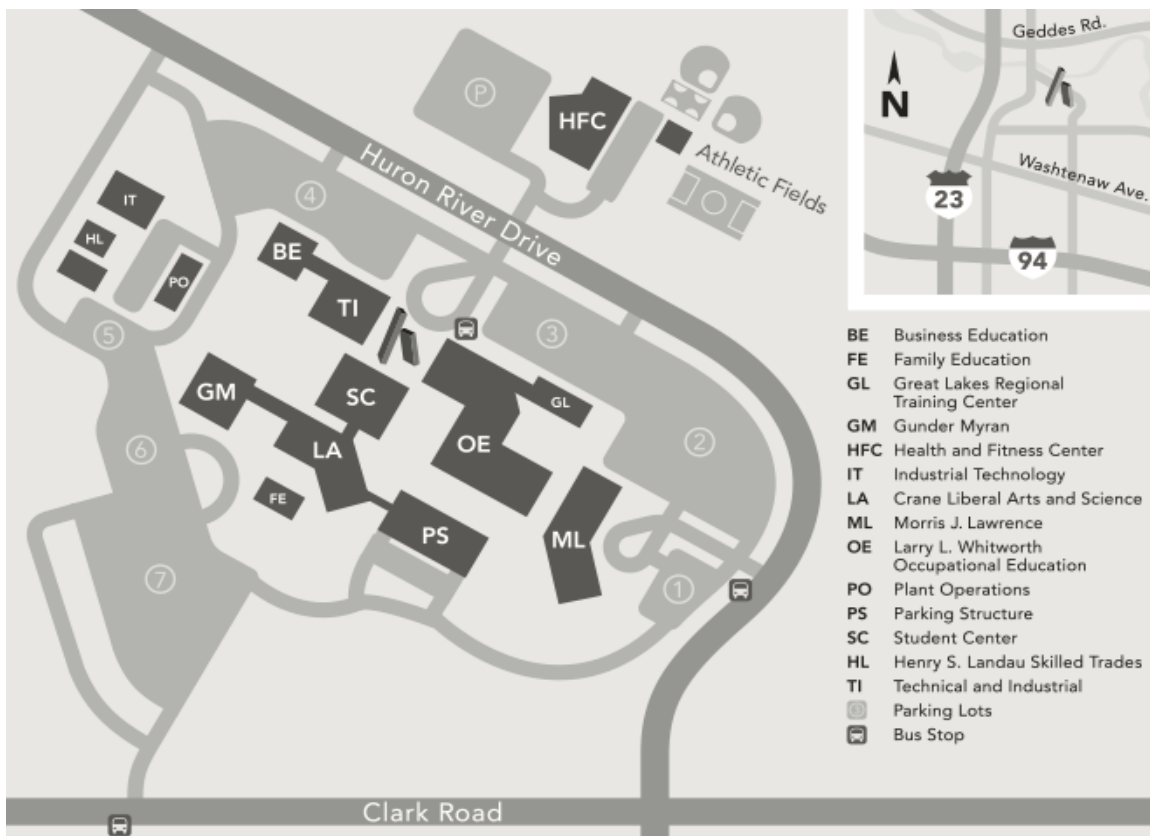 P
HFC
Athletic Fields
Huron River Drive
4
IT
HL
PO
BE
TI
3
5
GM
SC
GL
2
LA
OE
6
FE
PS
ML
7
1
Clark Road
Geddes Rd.
N
Washtenaw Ave.
23
94
BE Business Education
FE Family Education
GL Great Lakes Regional
Training Center
GM Gunder Myran
HFC Health and Fitness Center
IT Industrial Technology
LA Crane Liberal Arts and Science
ML Morris J. Lawrence
OE Larry L. Whitworth
Occupational Education
PO Plant Operations
PS Parking Structure
SC Student Center
HL Henry S. Landau Skilled Trades
TI Technical and Industrial
Parking Lots
Bus Stop